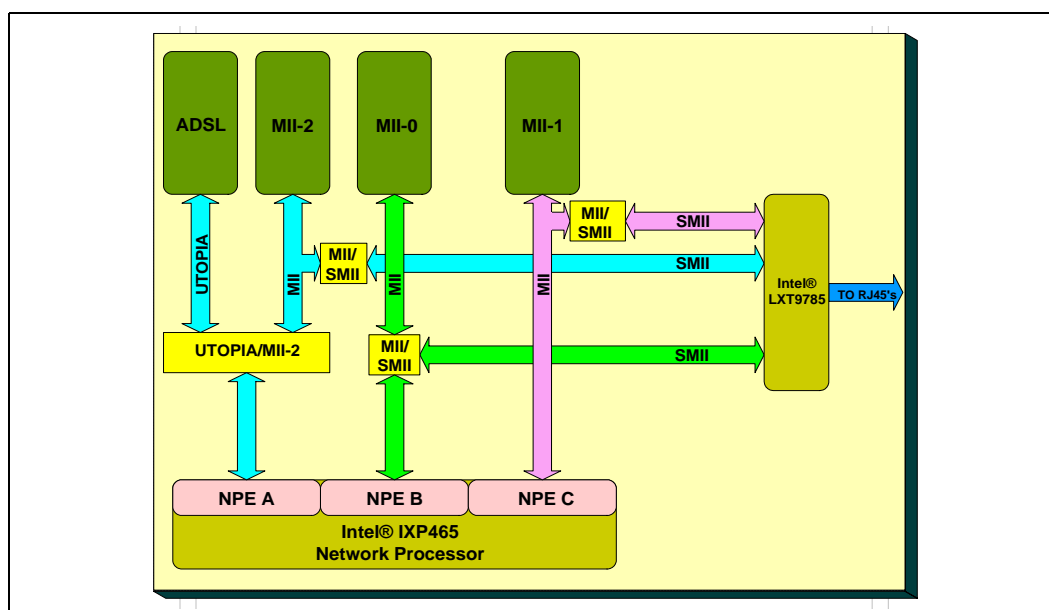 ADSL
MII-2
MII-0
MII-1
MII/
SMII
SMII
MII/
SMII
SMII
UTOPIA
MII
MII
MII
Intel®
LXT9785
TO RJ45's
UTOPIA/MII-2
MII/
SMII
SMII
NPE A
NPE B
NPE C
Intel® IXP465
Network Processor